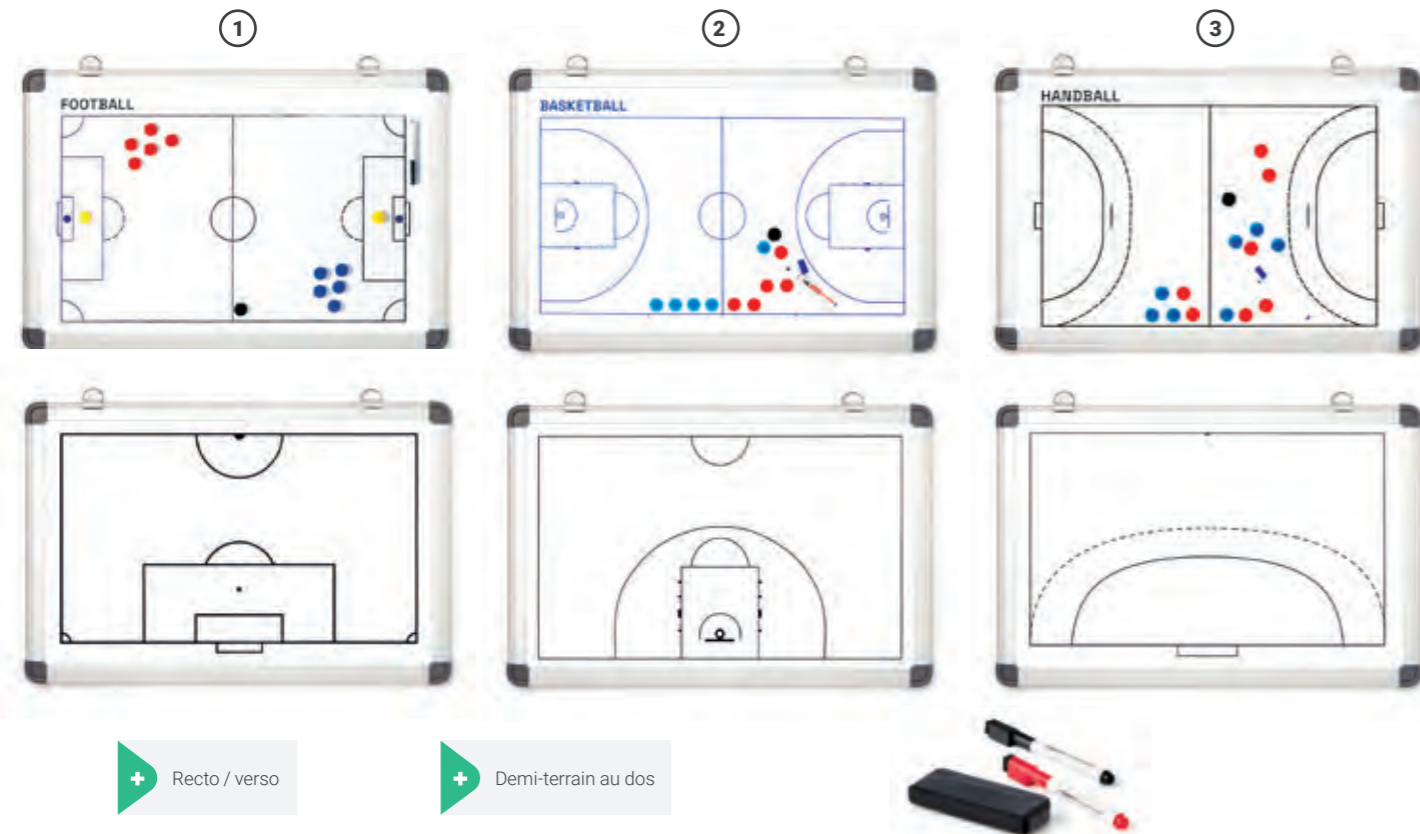 1
2
3
FOOTBALL
BASKETBALL
HANDBALL
Recto / verso
Demi-terrain au dos